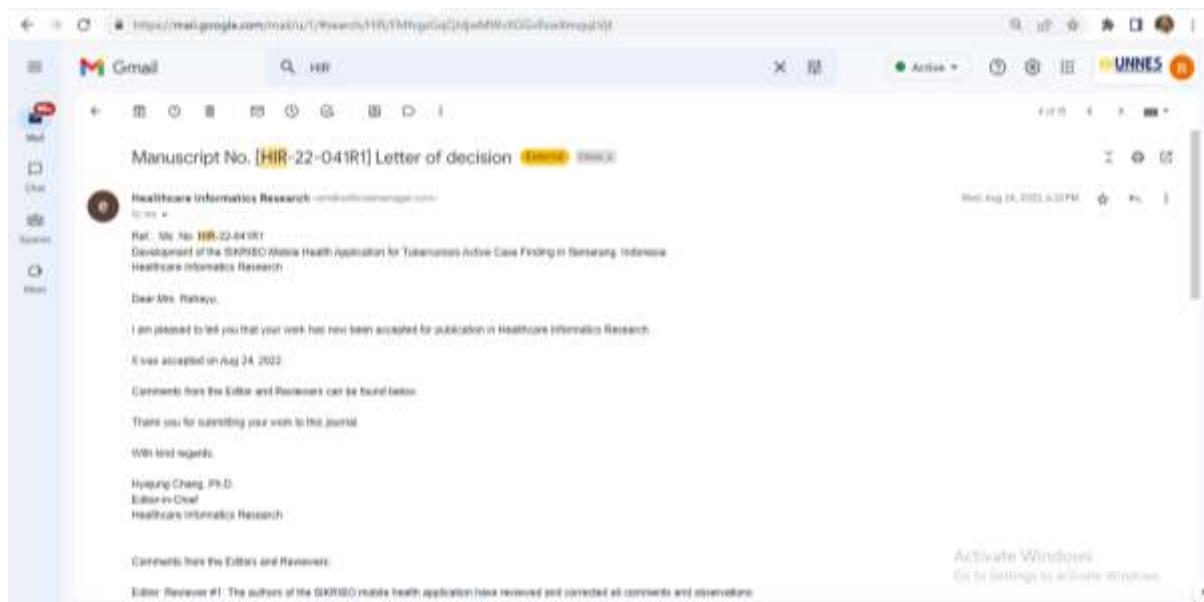 Gmail
HIR
Active
UNNES
Mail
Chat
Spaces
Meet
Manuscript No. [HIR-22-041R1] Letter of decision External Inbox x
Healthcare Informatics Research
to me
Wed, Aug 24, 2022,
Ref.: Ms. No. HIR-22-041R1
Development of the Mobile Health Application for Tuberculosis Active Case Finding in Semarang, Indonesia
Healthcare Informatics Research
Dear Mrs. Rahayu,
I am pleased to tell you that your work has now been accepted for publication in Healthcare Informatics Research.
It was accepted on Aug 24, 2022
Comments from the Editor and Reviewers can be found below.
Thank you for submitting your work to this journal.
With kind regards,
Hyejung Chang, Ph.D.
Editor-in-Chief
Healthcare Informatics Research
Comments from the Editors and Reviewers:
Activate Windows
Go to Settings to activate Windows.
Editor: Reviewer #1: The authors of the mobile health application have reviewed and corrected all comments and observations